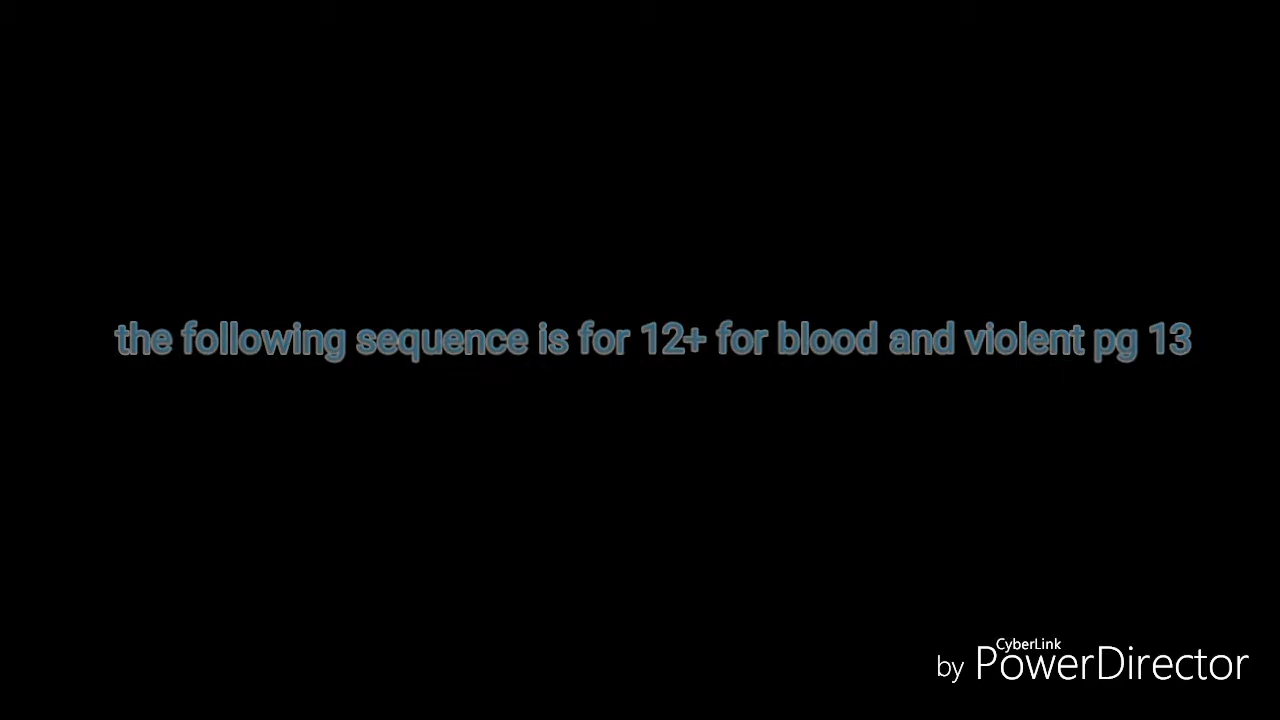 the following sequence is for 12+ for blood and violent pg 13
CyberLink
by PowerDirector